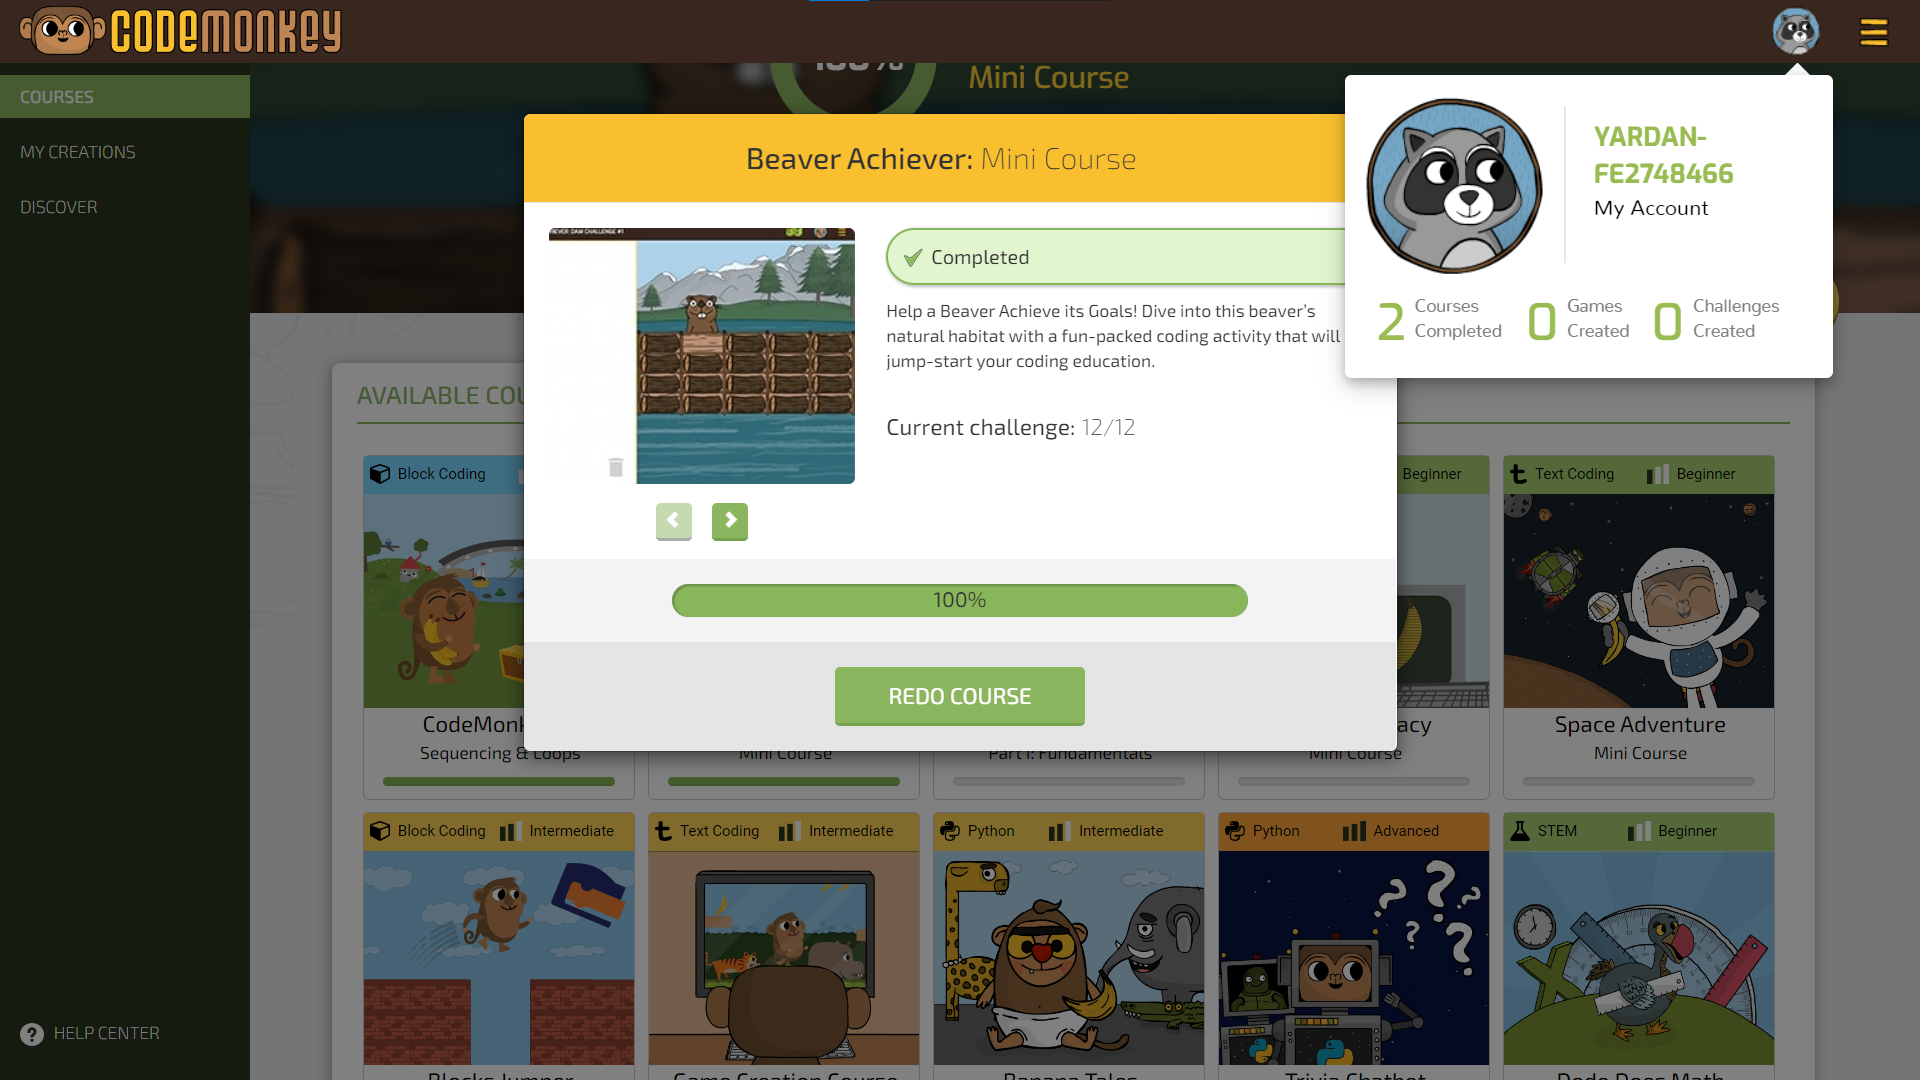 CODEMONKEY
COURSES
MY CREATIONS
DISCOVER
HELP CENTER
100%
Mini Course
YARDAN-
FE2748466
My Account
2 Courses Completed
0 Games Created
0 Challenges Created
Beaver Achiever: Mini Course
Completed
Help a Beaver Achieve its Goals! Dive into this beaver's
natural habitat with a fun-packed coding activity that will
jump-start your coding education.
Current challenge: 12/12
100%
REDO COURSE
AVAILABLE
Block Coding
Beginner
Text Coding Beginner
Sequencing & Loops
Mini Course
Part 1: Fundamentals
Mini Course
Space Adventure
Mini Course
Block Coding Intermediate
Text Coding Intermediate
Python Intermediate
Python Advanced
STEM Beginner
Blocks Jumper
Game Creation Course
Banana Tales
Trivia Chatbot
Dodo Does Math